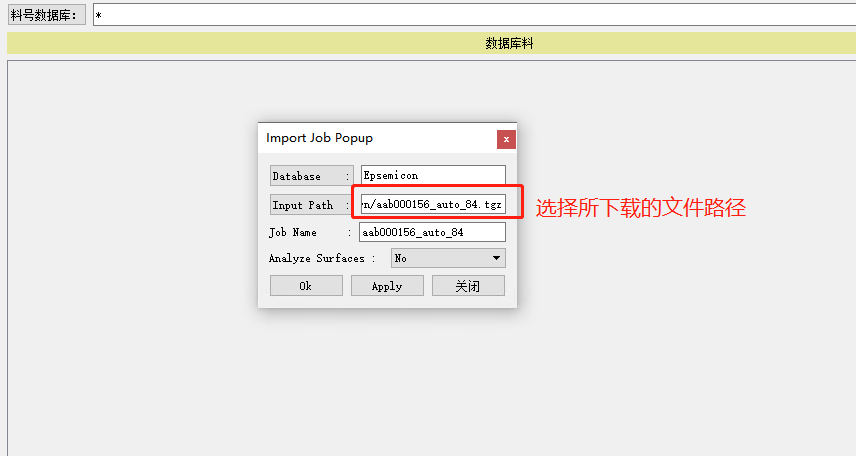 料号数据库: *
数据库料
Import Job Popup
x
Database : Epsemicon
Input Path : n/aab000156_auto_84.tgz
选择所下载的文件路径
Job Name : aab000156_auto_84
Analyze Surfaces : No
Ok Apply 关闭